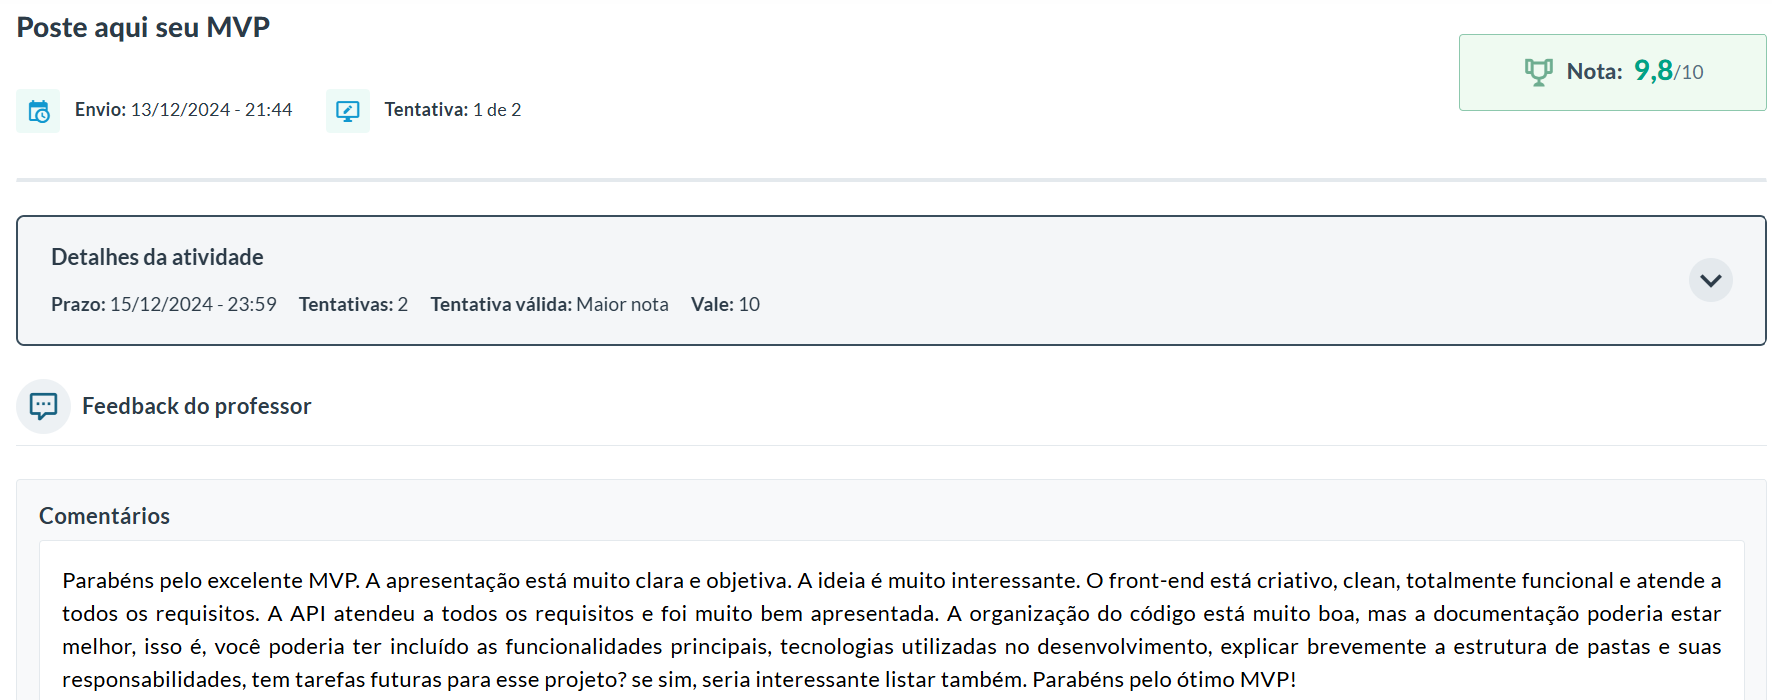 Poste aqui seu MVP
Nota: 9,8/10
Envio: 13/12/2024 - 21:44 Tentativa: 1 de 2
Detalhes da atividade
Prazo: 15/12/2024 - 23:59 Tentativas: 2 Tentativa válida: Maior nota Vale: 10
Feedback do professor
Comentários
Parabéns pelo excelente MVP. A apresentação está muito clara e objetiva. A ideia é muito interessante. O front-end está criativo, clean, totalmente funcional e atende a
todos os requisitos. A API atendeu a todos os requisitos e foi muito bem apresentada. A organização do código está muito boa, mas a documentação poderia estar
melhor, isso é, você poderia ter incluído as funcionalidades principais, tecnologias utilizadas no desenvolvimento, explicar brevemente a estrutura de pastas e suas
responsabilidades, tem tarefas futuras para esse projeto? se sim, seria interessante listar também. Parabéns pelo ótimo MVP!